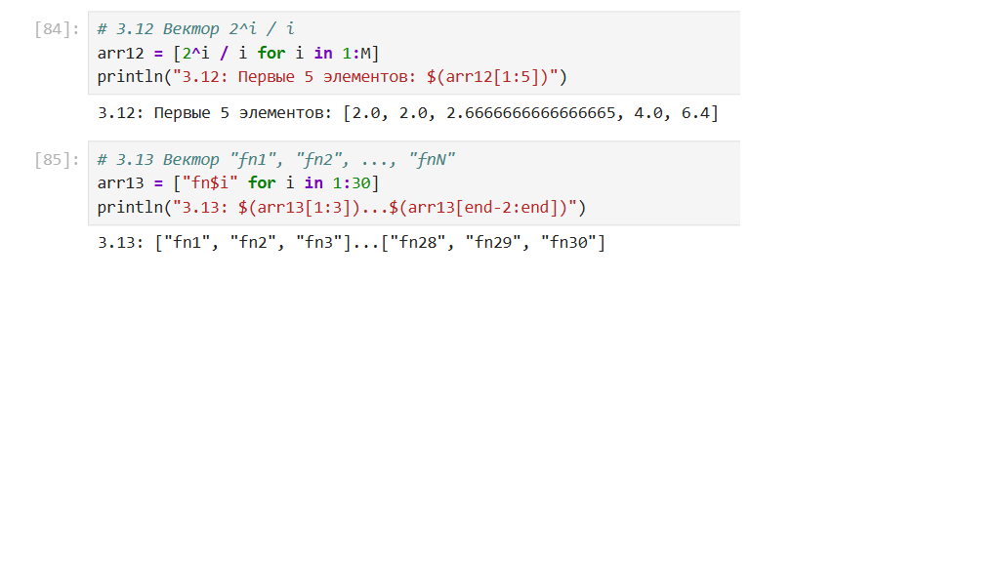 [84]: # 3.12 Вектор 2^i / i
arr12 = [2^i / i for i in 1:M]
println("3.12: Первые 5 элементов: $(arr12[1:5])")
3.12: Первые 5 элементов: [2.0, 2.0, 2.6666666666666665, 4.0, 6.4]
[85]: # 3.13 Вектор "fn1", "fn2", ..., "fnN"
arr13 = ["fn$i" for i in 1:30]
println("3.13: $(arr13[1:3])...$(arr13[end-2:end])")
3.13: ["fn1", "fn2", "fn3"]...["fn28", "fn29", "fn30"]